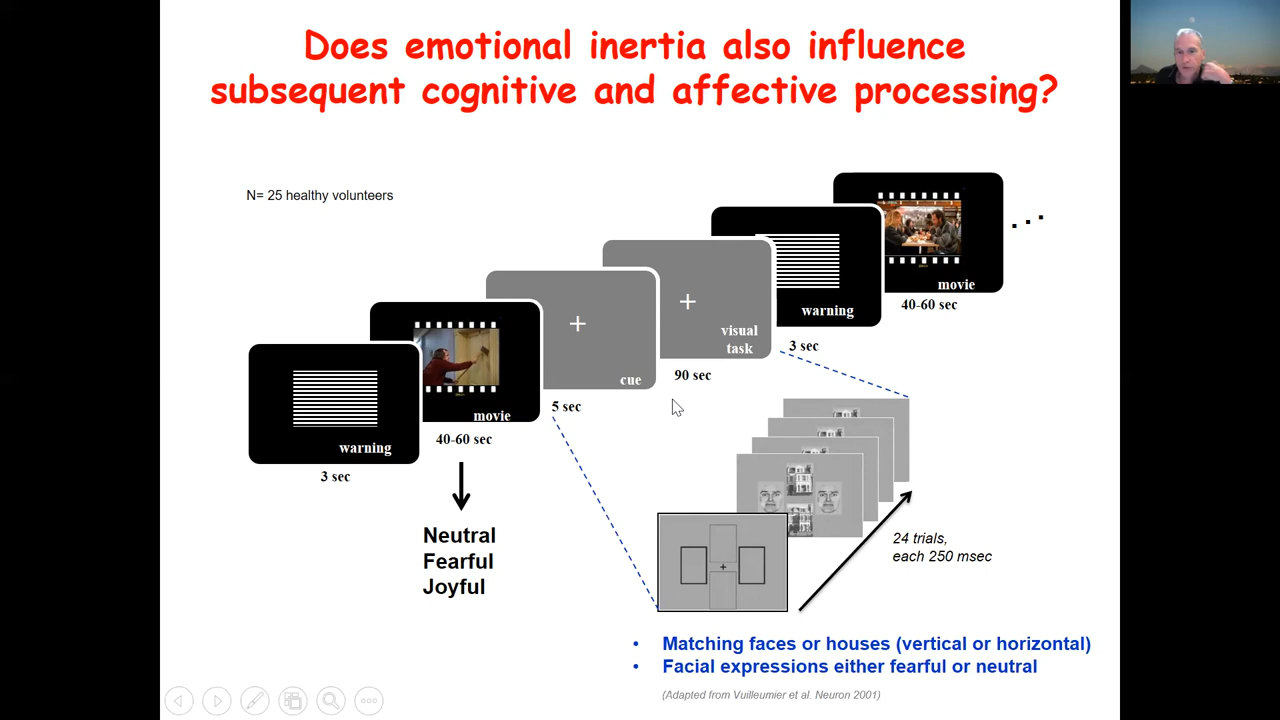 Does emotional inertia also influence
subsequent cognitive and affective processing?
N= 25 healthy volunteers
warning
3 sec
movie
40-60 sec
cue
5 sec
visual
task
90 sec
warning
3 sec
movie
40-60 sec
...
Neutral
Fearful
Joyful
24 trials,
each 250 msec
• Matching faces or houses (vertical or horizontal)
• Facial expressions either fearful or neutral
(Adapted from Vuilleumier et al. Neuron 2001)